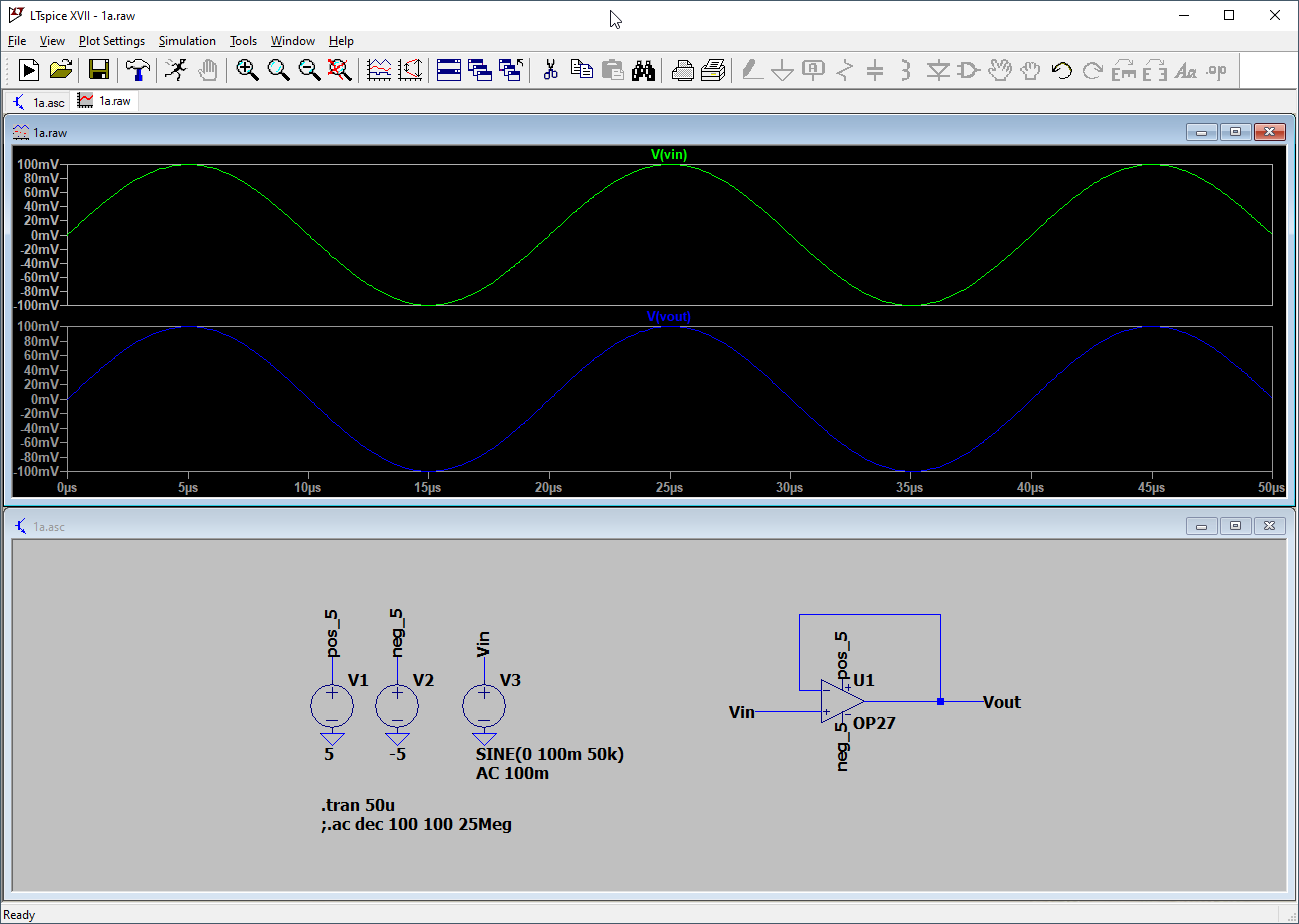 LTspice XVII - 1a.raw
File View Plot Settings Simulation Tools Window Help
1a.asc 1a.raw
1a.raw
V(vin)
100mV
80mV
60mV
40mV
20mV
0mV
-20mV
-40mV
-60mV
-80mV
-100mV
V(vout)
100mV
80mV
60mV
40mV
20mV
0mV
-20mV
-40mV
-60mV
-80mV
-100mV
0µs 5µs 10µs 15µs 20µs 25µs 30µs 35µs 40µs 45µs 50µs
1a.asc
pos_5
neg_5
Vin
V1
V2
V3
5
-5
SINE(0 100m 50k)
AC 100m
.tran 50u
;.ac dec 100 100 25Meg
pos_5
U1
Vin
Vout
OP27
neg_5
Ready